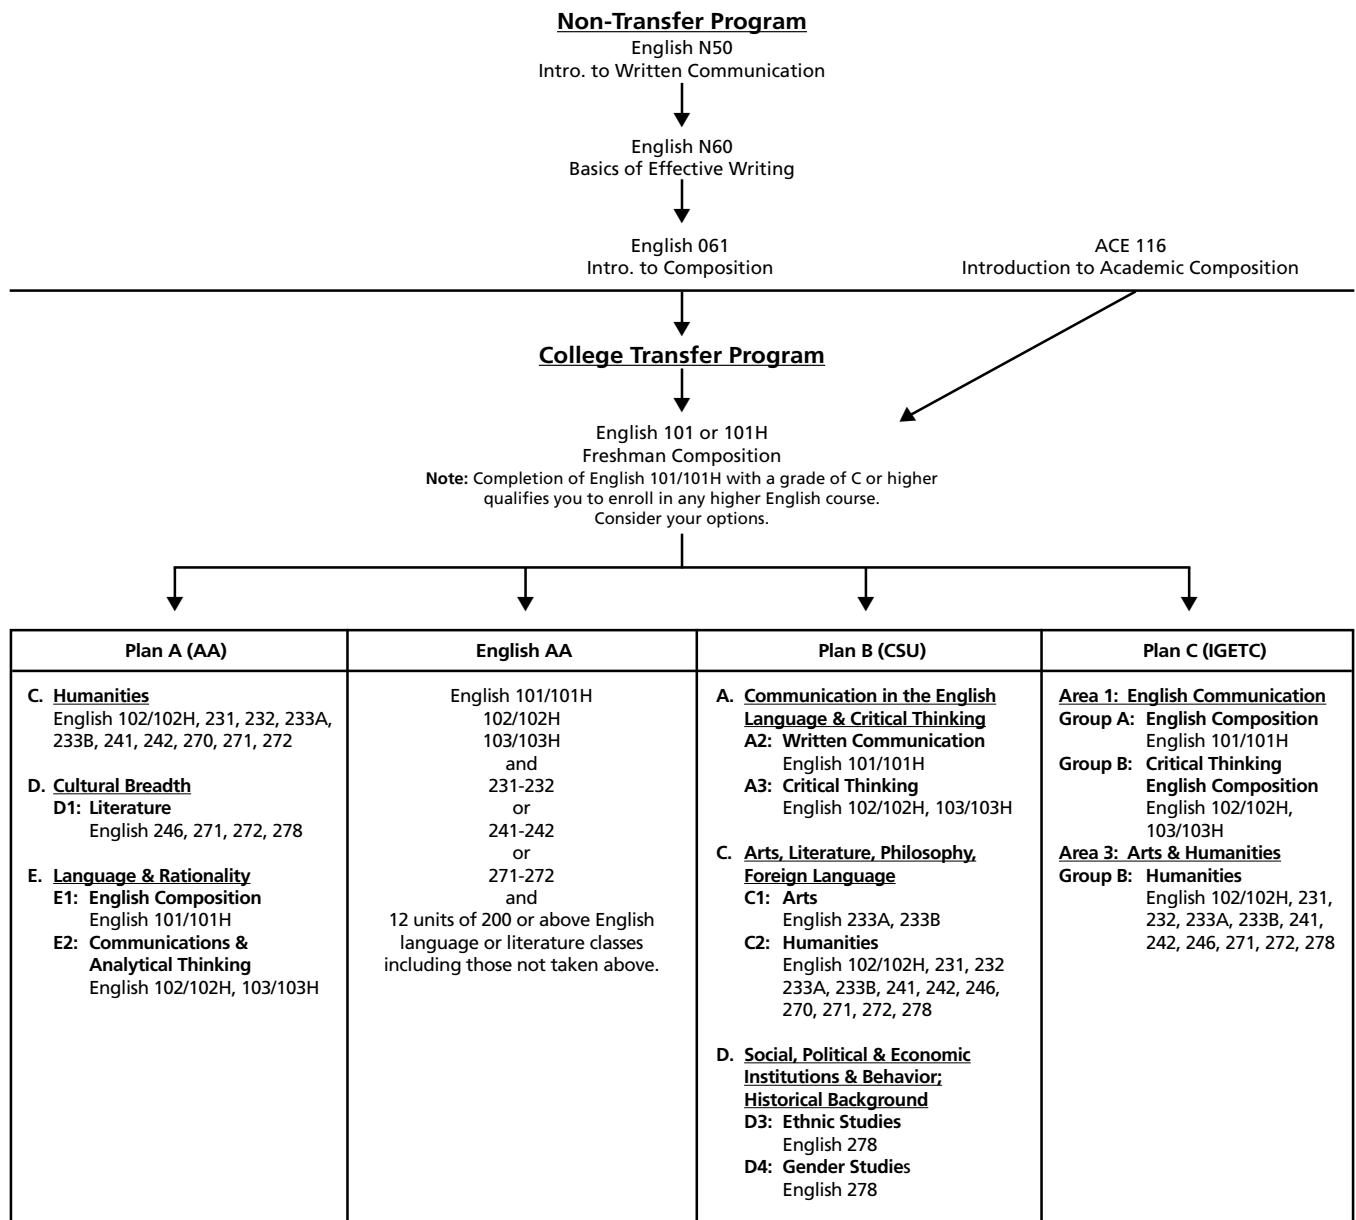 Non-Transfer Program
English N50
Intro. to Written Communication
English N60
Basics of Effective Writing
English 061
Intro. to Composition
ACE 116
Introduction to Academic Composition
College Transfer Program
English 101 or 101H
Freshman Composition
Note: Completion of English 101/101H with a grade of C or higher
qualifies you to enroll in any higher English course.
Consider your options.
Plan A (AA)
C. Humanities
English 102/102H, 231, 232, 233A,
233B, 241, 242, 270, 271, 272
D. Cultural Breadth
D1: Literature
English 246, 271, 272, 278
E. Language & Rationality
E1: English Composition
English 101/101H
E2: Communications &
Analytical Thinking
English 102/102H, 103/103H
English AA
English 101/101H
102/102H
103/103H
and
231-232
or
241-242
or
271-272
and
12 units of 200 or above English
language or literature classes
including those not taken above.
Plan B (CSU)
A. Communication in the English
Language & Critical Thinking
A2: Written Communication
English 101/101H
A3: Critical Thinking
English 102/102H, 103/103H
C. Arts, Literature, Philosophy,
Foreign Language
C1: Arts
English 233A, 233B
C2: Humanities
English 102/102H, 231, 232
233A, 233B, 241, 242, 246,
270, 271, 272, 278
D. Social, Political & Economic
Institutions & Behavior;
Historical Background
D3: Ethnic Studies
English 278
D4: Gender Studies
English 278
Plan C (IGETC)
Area 1: English Communication
Group A: English Composition
English 101/101H
Group B: Critical Thinking
English Composition
English 102/102H,
103/103H
Area 3: Arts & Humanities
Group B: Humanities
English 102/102H, 231,
232, 233A, 233B, 241,
242, 246, 271, 272, 278